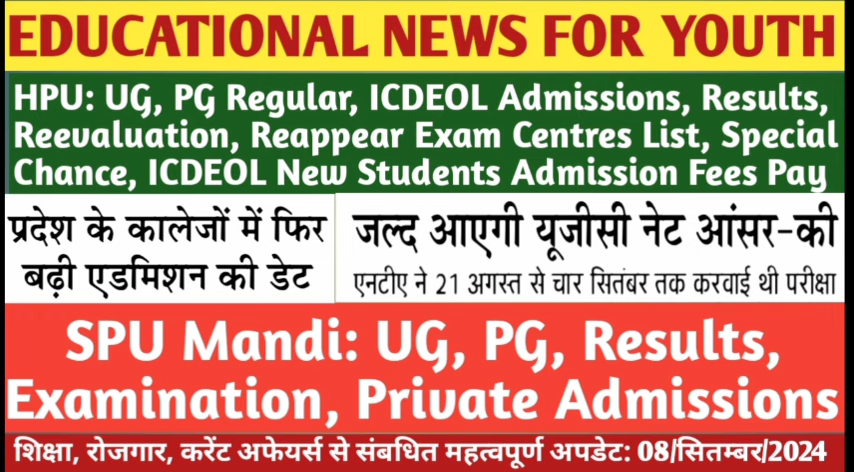 EDUCATIONAL NEWS FOR YOUTH
HPU: UG, PG Regular, ICDEOL Admissions, Results,
Reevaluation, Reappear Exam Centres List, Special
Chance, ICDEOL New Students Admission Fees Pay
प्रदेश के कालेजों में फिर
बढ़ी एडमिशन की डेट
जल्द आएगी यूजीसी नेट आंसर-की
एनटीए ने 21 अगस्त से चार सितंबर तक करवाई थी परीक्षा
SPU Mandi: UG, PG, Results,
Examination, Private Admissions
शिक्षा, रोजगार, करेंट अफेयर्स से संबधित महत्वपूर्ण अपडेट: 08/सितम्बर/2024